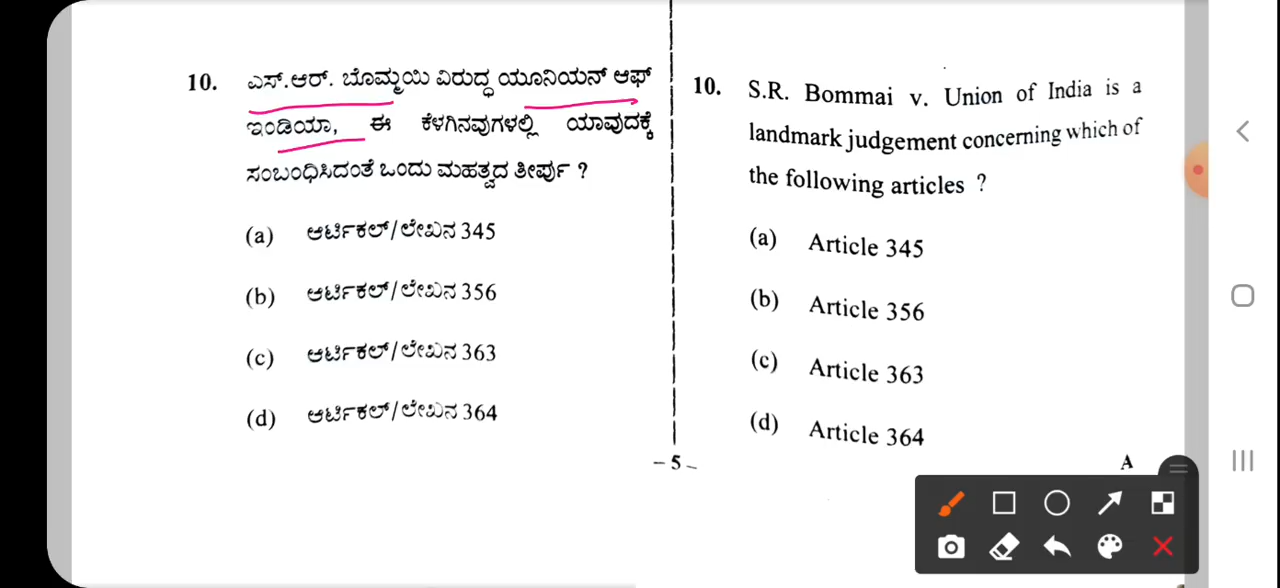 10. ಎಸ್.ಆರ್. ಬೊಮ್ಮಯಿ ವಿರುದ್ಧ ಯೂನಿಯನ್ ಆಫ್
ಇಂಡಿಯಾ, ಈ ಕೆಳಗಿನವುಗಳಲ್ಲಿ ಯಾವುದಕ್ಕೆ
ಸಂಬಂಧಿಸಿದಂತೆ ಒಂದು ಮಹತ್ವದ ತೀರ್ಪು ?
(a) ಆರ್ಟಿಕಲ್/ಲೇಖನ 345
(b) ಆರ್ಟಿಕಲ್/ಲೇಖನ 356
(c) ಆರ್ಟಿಕಲ್/ಲೇಖನ 363
(d) ಆರ್ಟಿಕಲ್/ಲೇಖನ 364
10. S.R. Bommai v. Union of India is a
landmark judgement concerning which of
the following articles ?
(a) Article 345
(b) Article 356
(c) Article 363
(d) Article 364
– 5 –
A